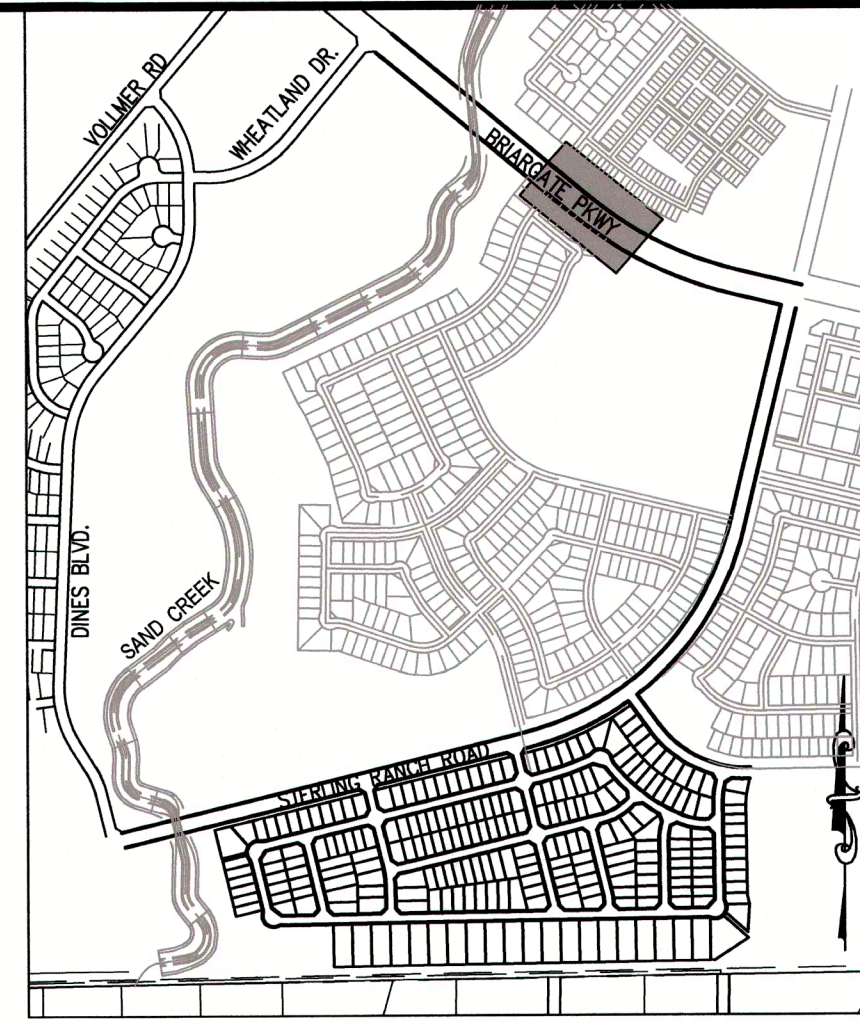 VOLLMER RD
WHEATLAND DR.
BRIARGATE PKWY
DINES BLVD.
SAND CREEK
STERLING RANCH ROAD